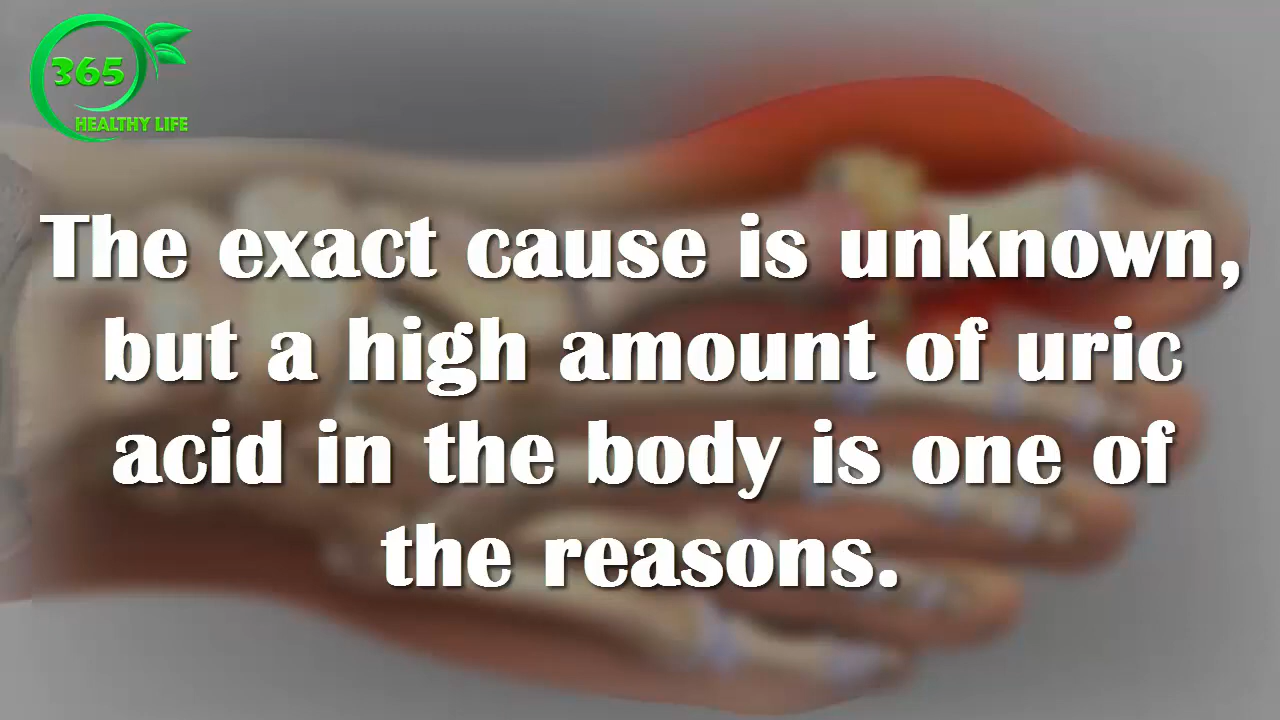 365
HEALTHY LIFE
The exact cause is unknown,
but a high amount of uric
acid in the body is one of
the reasons.